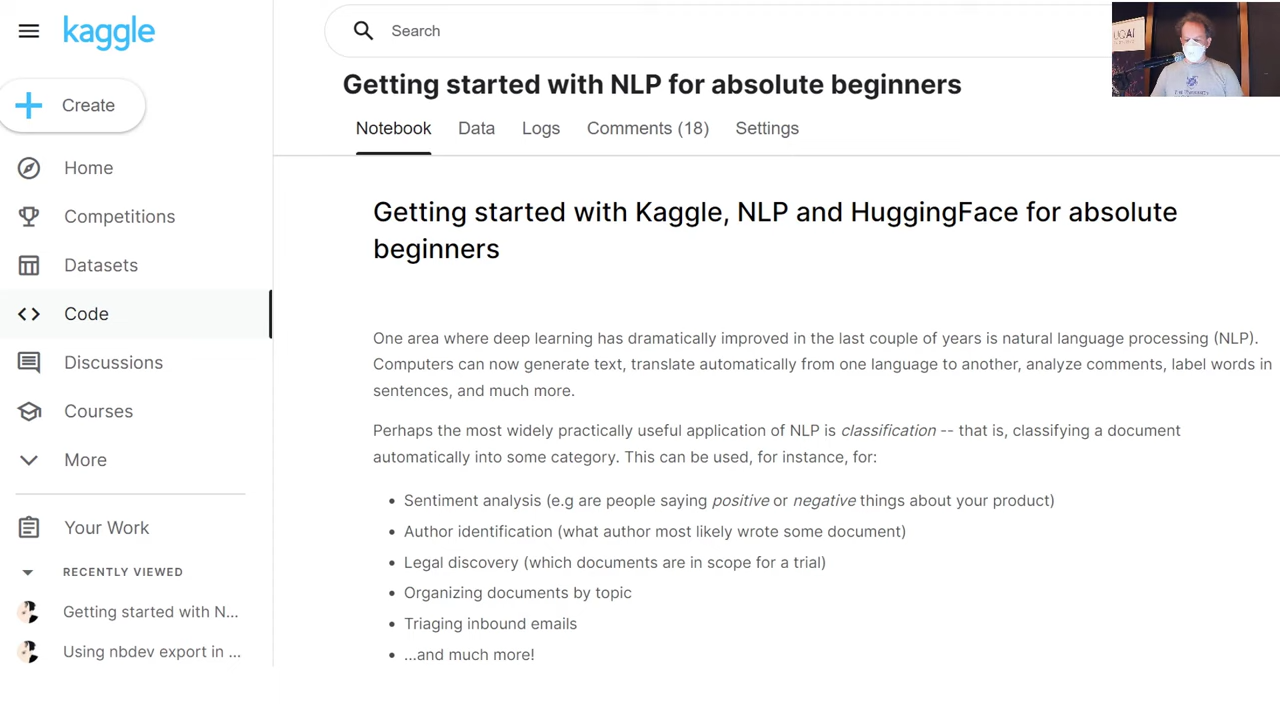 kaggle
Search
Getting started with NLP for absolute beginners
Create
Notebook
Data
Logs
Comments (18)
Settings
Home
Competitions
Datasets
Code
Discussions
Courses
More
Your Work
RECENTLY VIEWED
Getting started with N...
Using nbdev export in ...
Getting started with Kaggle, NLP and HuggingFace for absolute
beginners
One area where deep learning has dramatically improved in the last couple of years is natural language processing (NLP).
Computers can now generate text, translate automatically from one language to another, analyze comments, label words in
sentences, and much more.
Perhaps the most widely practically useful application of NLP is classification -- that is, classifying a document
automatically into some category. This can be used, for instance, for:
• Sentiment analysis (e.g are people saying positive or negative things about your product)
• Author identification (what author most likely wrote some document)
• Legal discovery (which documents are in scope for a trial)
• Organizing documents by topic
• Triaging inbound emails
• ...and much more!